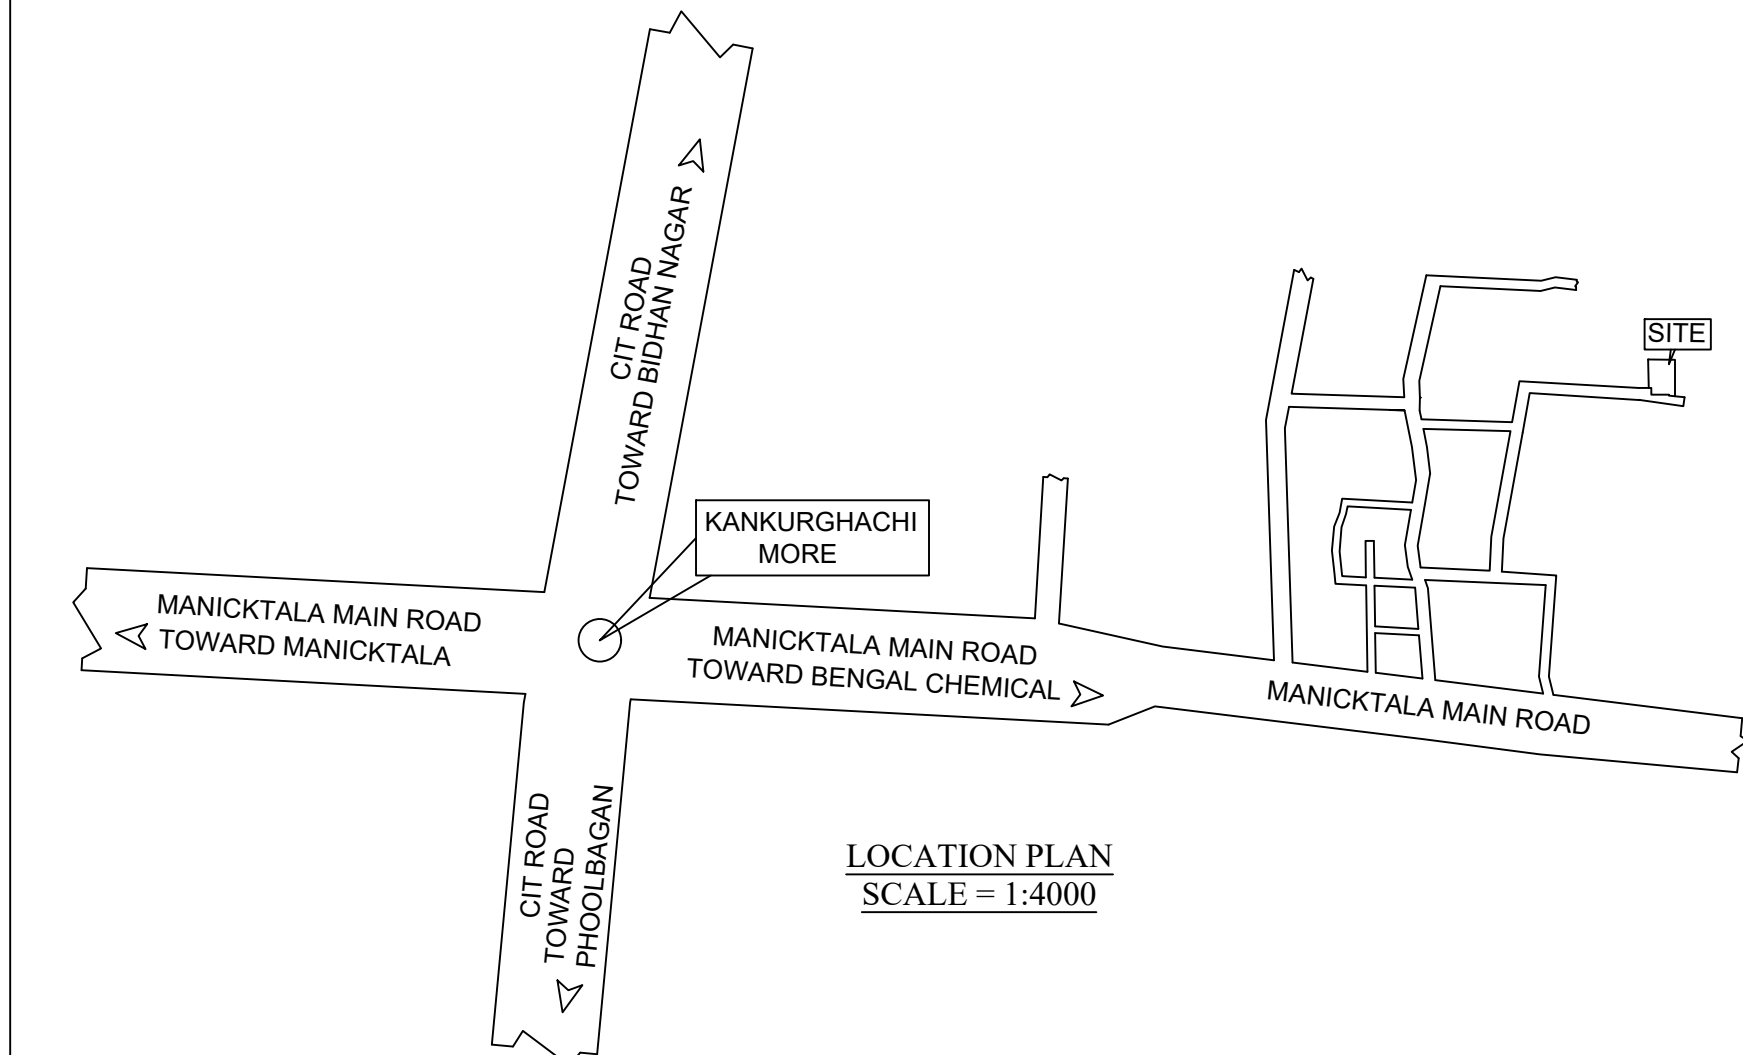 CIT ROAD
TOWARD BIDHAN NAGAR
SITE
KANKURGHACHI
MORE
MANICKTALA MAIN ROAD
TOWARD MANICKTALA
MANICKTALA MAIN ROAD
TOWARD BENGAL CHEMICAL
MANICKTALA MAIN ROAD
CIT ROAD
TOWARD
PHOOLBAGAN
LOCATION PLAN
SCALE = 1:4000